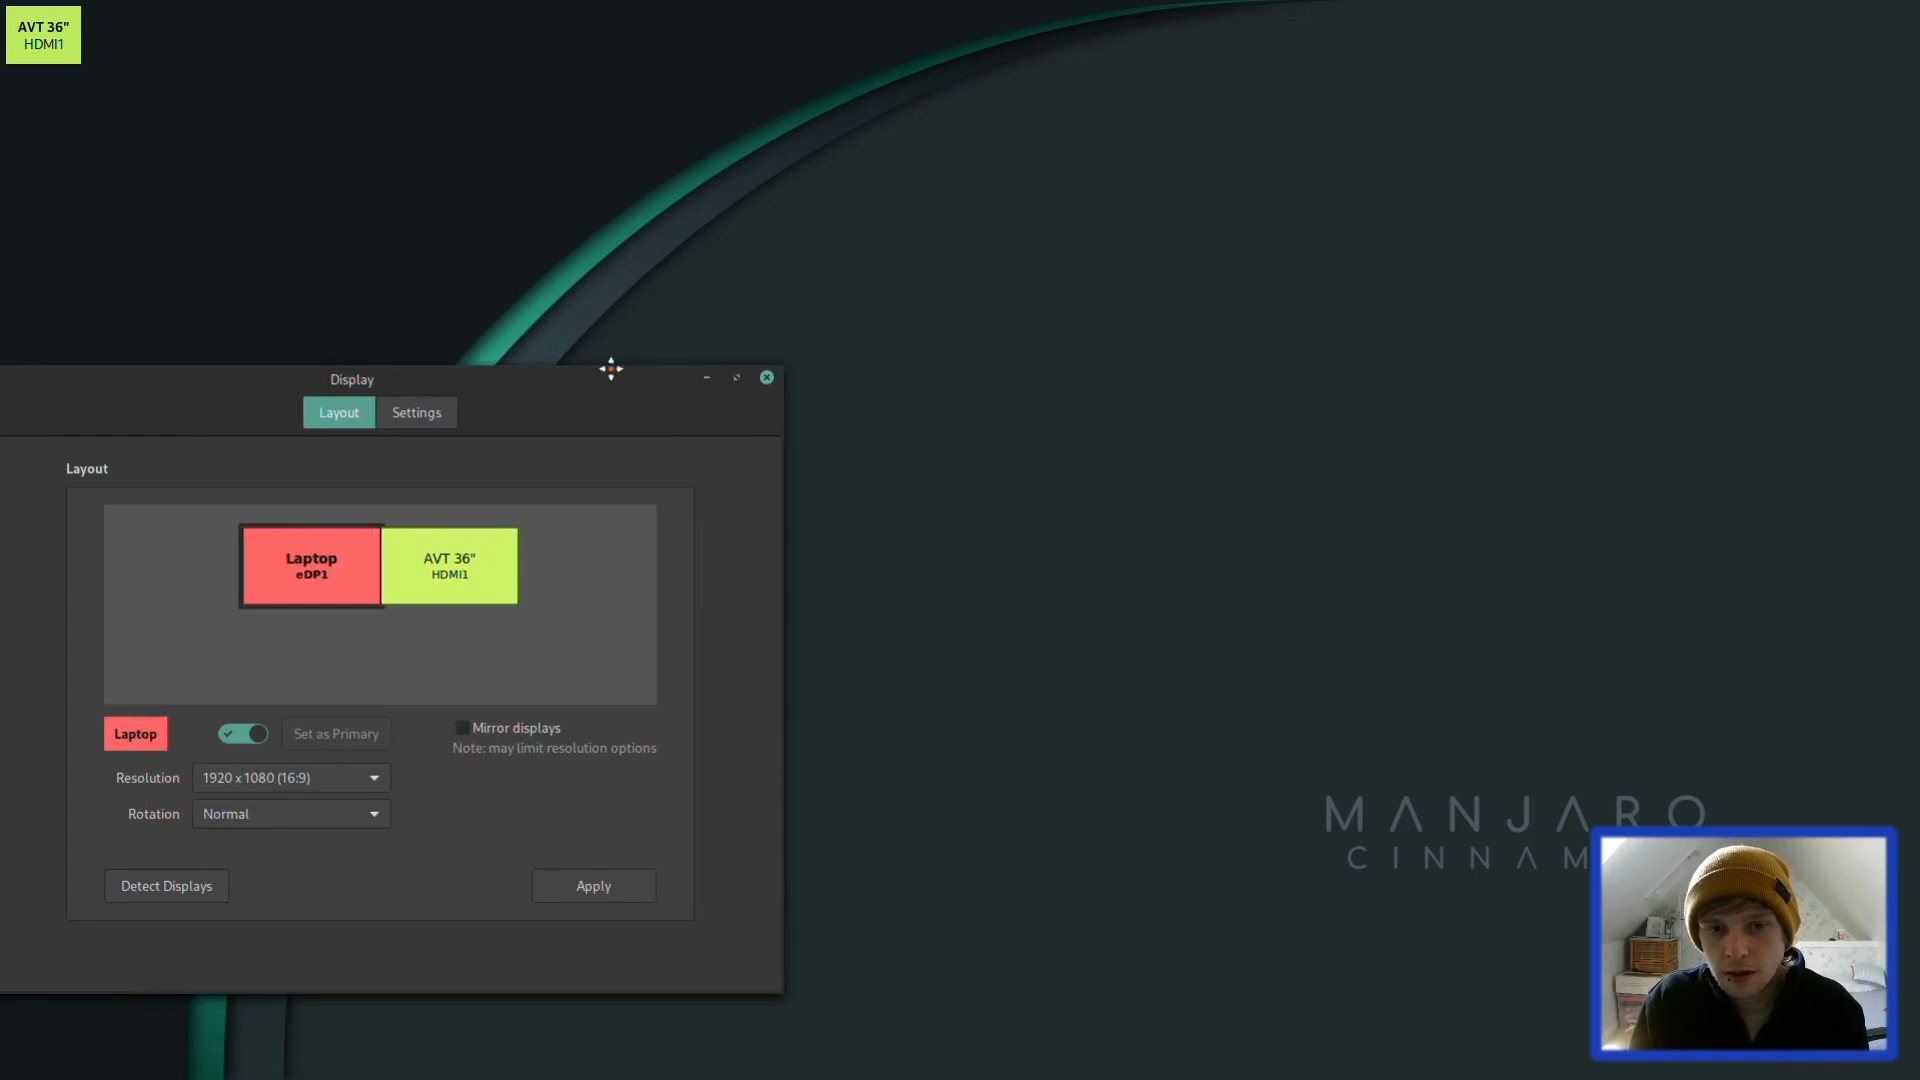 AVT 36"
HDMI1
Display
Layout
Settings
Layout
Laptop
eDP1
AVT 36"
HDMI1
Laptop
Set as Primary
Mirror displays
Note: may limit resolution options
Resolution
1920 x 1080 (16:9)
Rotation
Normal
Detect Displays
Apply
MANJARO
CINNAM